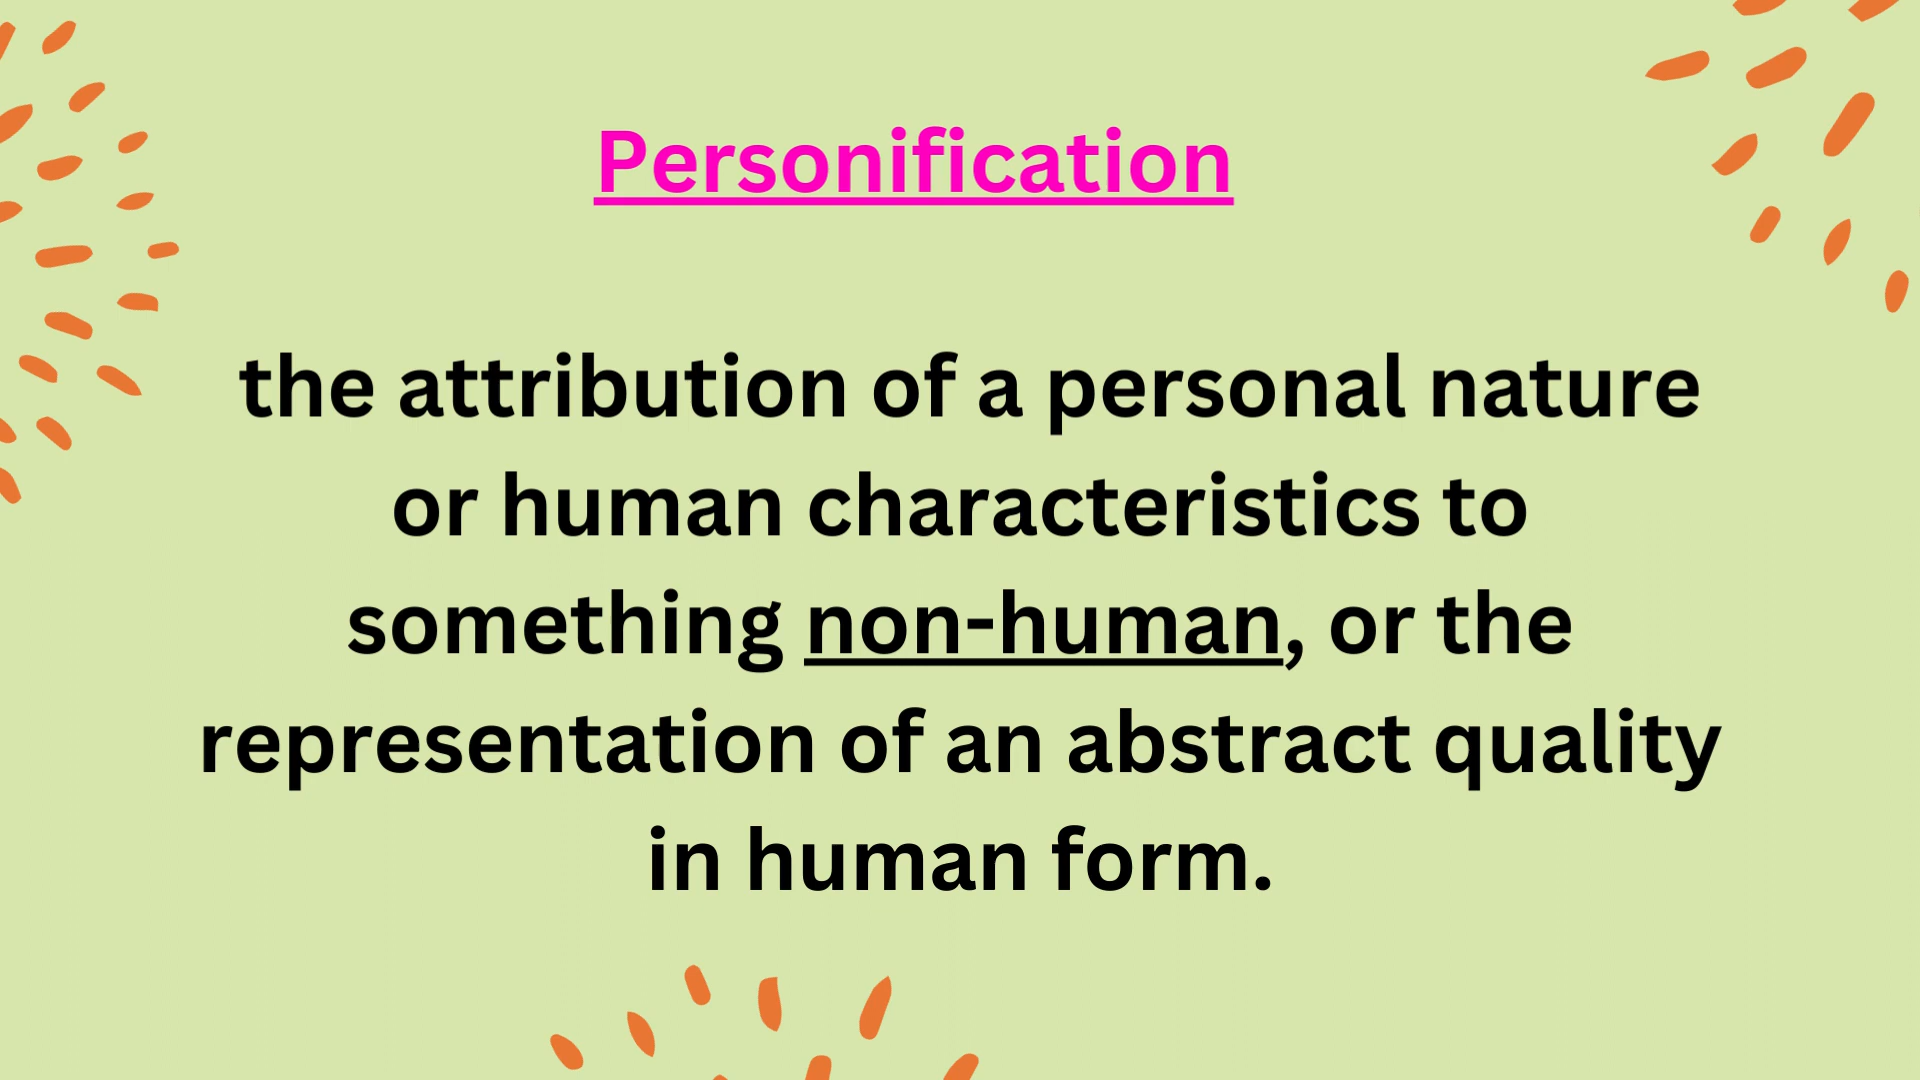 Personification
the attribution of a personal nature
or human characteristics to
something non-human, or the
representation of an abstract quality
in human form.